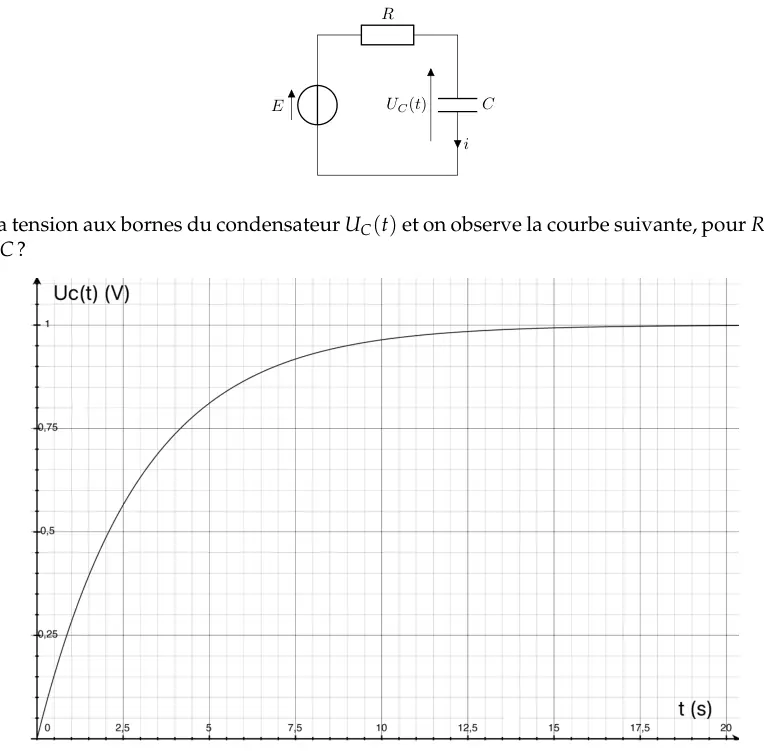 R
E
U_C(t)
C
i
a tension aux bornes du condensateur U_C(t) et on observe la courbe suivante, pour R
C ?
Uc(t) (V)
1
0,75
0,5
0,25
t (s)
0 2,5 5 7,5 10 12,5 15 17,5 20